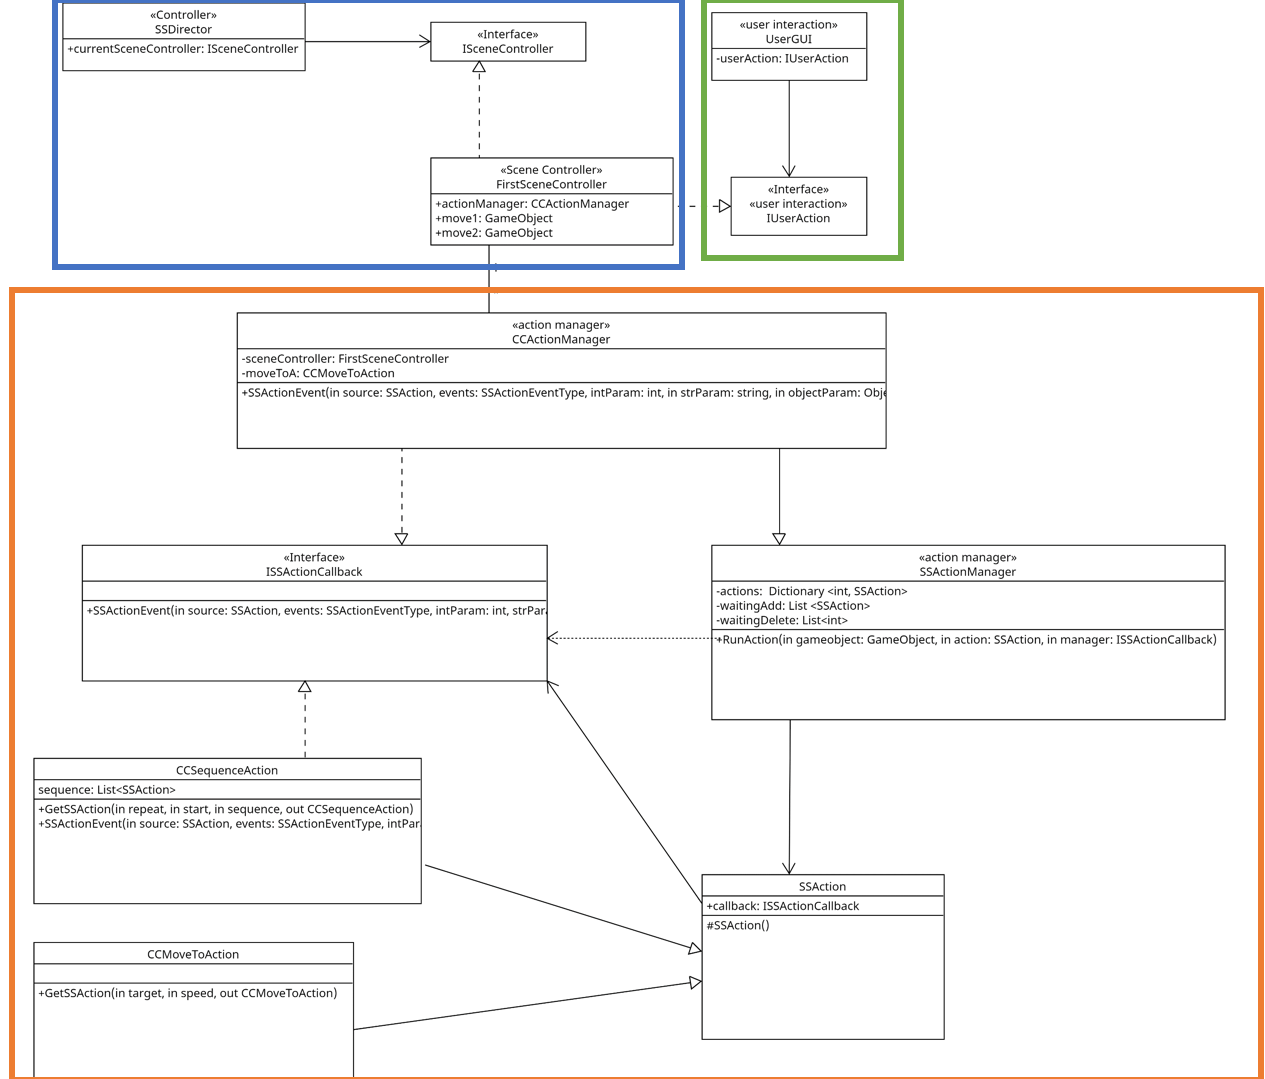 «Controller»
SSDirector
+currentSceneController: ISceneController
«Interface»
ISceneController
«user interaction»
UserGUI
-userAction: IUserAction
«Scene Controller»
FirstSceneController
+actionManager: CCActionManager
+move1: GameObject
+move2: GameObject
«Interface»
«user interaction»
IUserAction
«action manager»
CCActionManager
-sceneController: FirstSceneController
-moveToA: CCMoveToAction
+SSActionEvent(in source: SSAction, events: SSActionEventType, intParam: int, in strParam: string, in objectParam: Obje
«Interface»
ISSActionCallback
+SSActionEvent(in source: SSAction, events: SSActionEventType, intParam: int, strPara
«action manager»
SSActionManager
-actions:  Dictionary <int, SSAction>
-waitingAdd: List <SSAction>
-waitingDelete: List<int>
+RunAction(in gameobject: GameObject, in action: SSAction, in manager: ISSActionCallback)
CCSequenceAction
sequence: List<SSAction>
+GetSSAction(in repeat, in start, in sequence, out CCSequenceAction)
+SSActionEvent(in source: SSAction, events: SSActionEventType, intPara
SSAction
+callback: ISSActionCallback
#SSAction()
CCMoveToAction
+GetSSAction(in target, in speed, out CCMoveToAction)